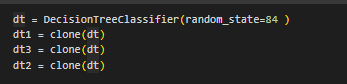 dt = DecisionTreeClassifier(random_state=84 )
dt1 = clone(dt)
dt3 = clone(dt)
dt2 = clone(dt)